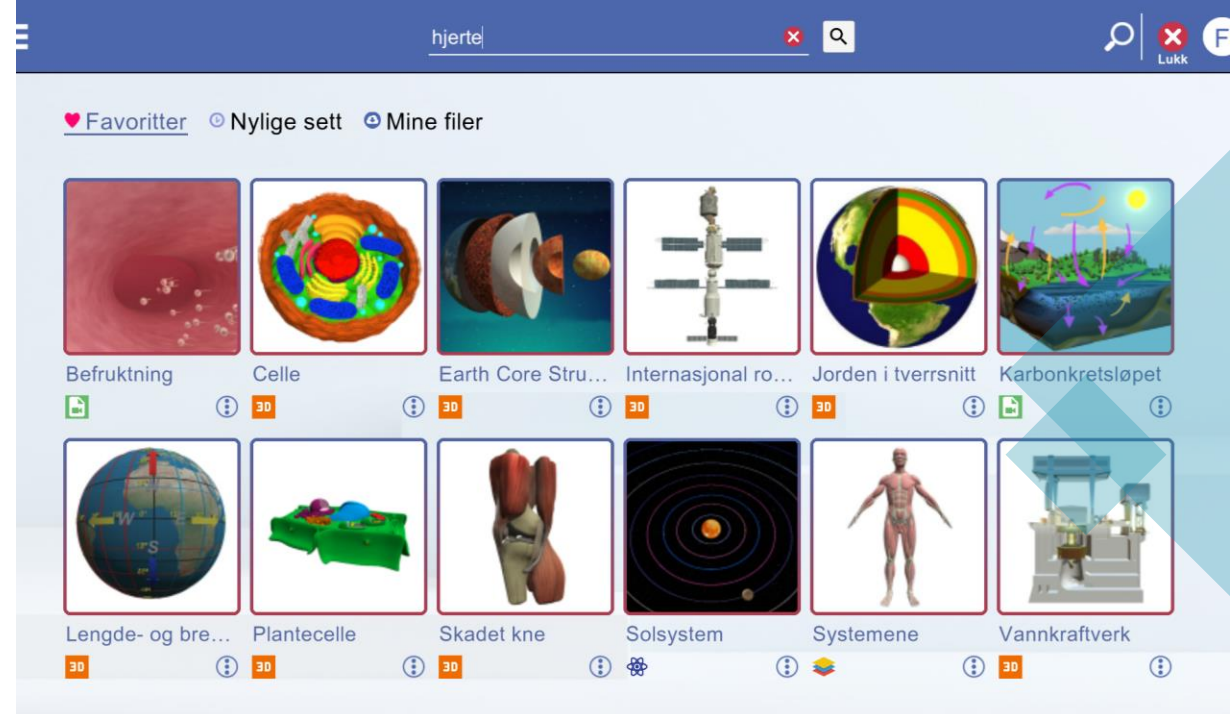 hjerte
Lukk
F
Favoritter Nylige sett Mine filer
Befruktning Celle Earth Core Stru... Internasjonal ro... Jorden i tverrsnitt Karbonkretsløpet
3D 3D 3D 3D
W E
S
Lengde- og bre... Plantecelle Skadet kne Solsystem Systemene Vannkraftverk
3D 3D 3D 3D